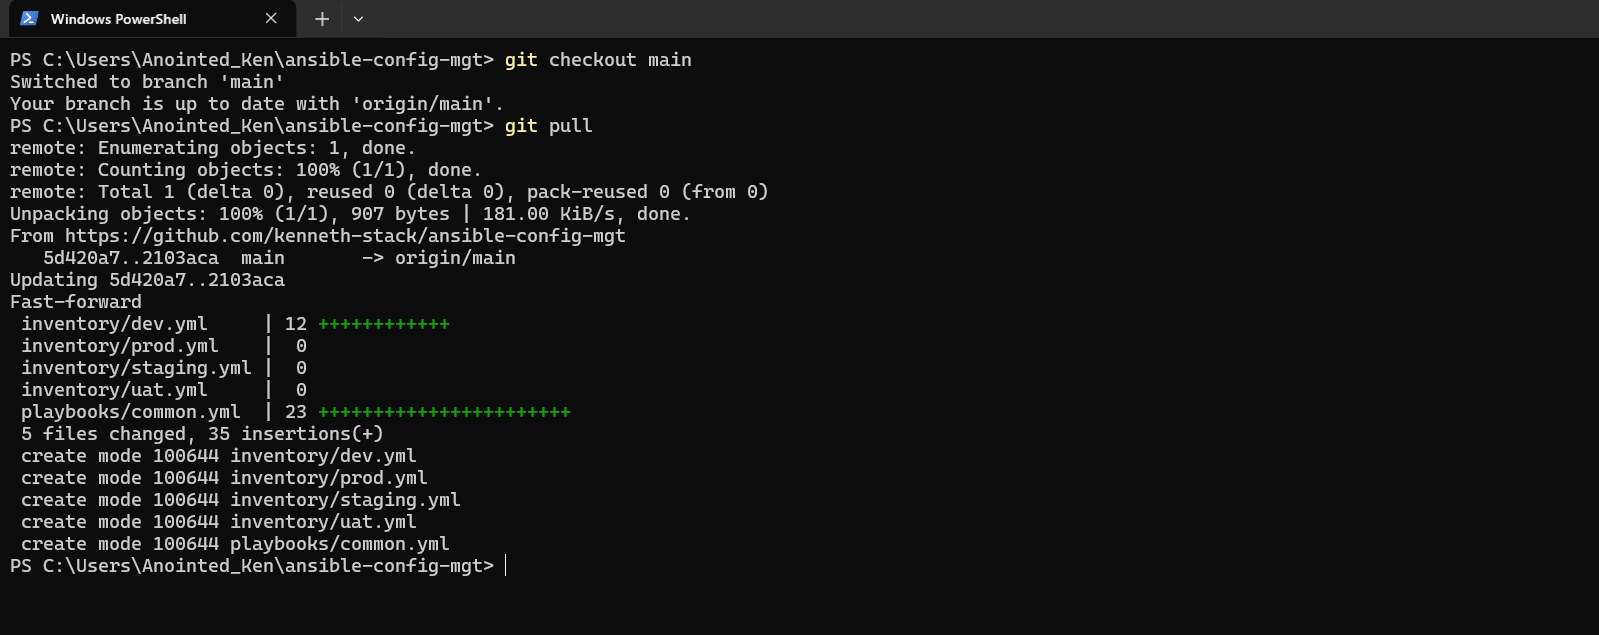 Windows PowerShell
PS C:\Users\Anointed_Ken\ansible-config-mgt> git checkout main
Switched to branch 'main'
Your branch is up to date with 'origin/main'.
PS C:\Users\Anointed_Ken\ansible-config-mgt> git pull
remote: Enumerating objects: 1, done.
remote: Counting objects: 100% (1/1), done.
remote: Total 1 (delta 0), reused 0 (delta 0), pack-reused 0 (from 0)
Unpacking objects: 100% (1/1), 907 bytes | 181.00 KiB/s, done.
From https://github.com/kenneth-stack/ansible-config-mgt
   5d420a7..2103aca  main       -> origin/main
Updating 5d420a7..2103aca
Fast-forward
 inventory/dev.yml     | 12 ++++++++++++
 inventory/prod.yml    |  0
 inventory/staging.yml |  0
 inventory/uat.yml     |  0
 playbooks/common.yml  | 23 +++++++++++++++++++++++
 5 files changed, 35 insertions(+)
 create mode 100644 inventory/dev.yml
 create mode 100644 inventory/prod.yml
 create mode 100644 inventory/staging.yml
 create mode 100644 inventory/uat.yml
 create mode 100644 playbooks/common.yml
PS C:\Users\Anointed_Ken\ansible-config-mgt>